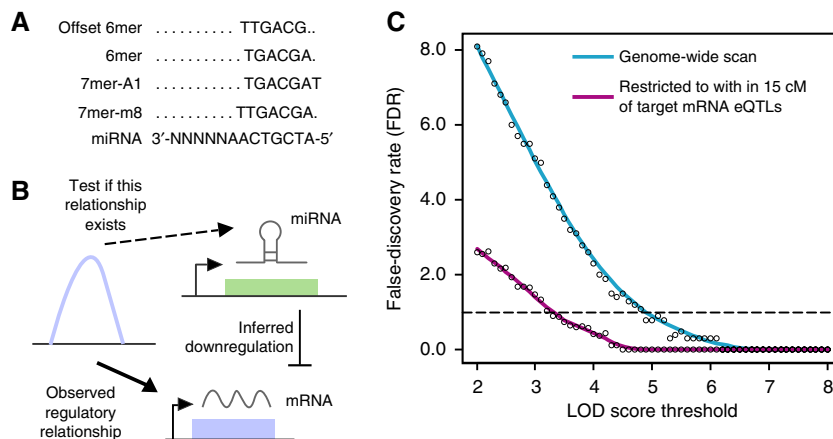 A
Offset 6mer .......... TTGACG..
6mer ........... TGACGA.
7mer-A1 ........... TGACGAT
7mer-m8 .......... TTGACGA.
miRNA 3′-NNNNNAACTGCTA-5′
B
Test if this
relationship
exists
miRNA
Inferred
downregulation
Observed
regulatory
relationship
mRNA
C
Genome-wide scan
Restricted to with in 15 cM
of target mRNA eQTLs
False-discovery rate (FDR)
8.0
6.0
4.0
2.0
0.0
2 3 4 5 6 7 8
LOD score threshold